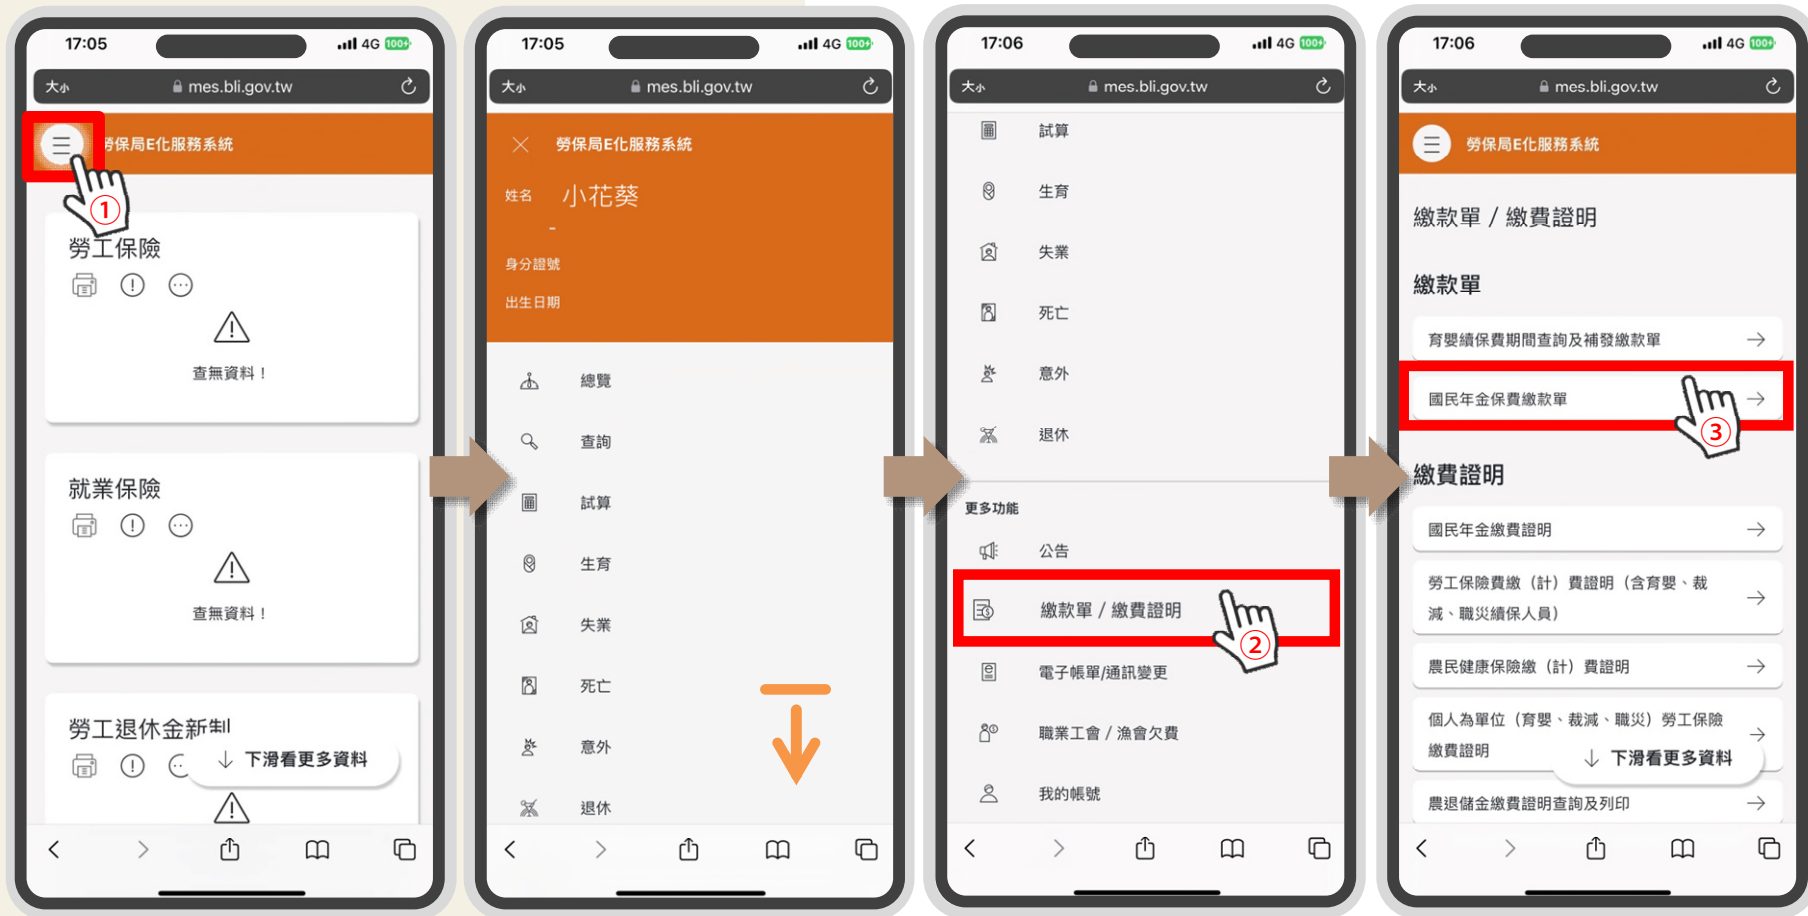 17:05
4G
100
大小
mes.bli.gov.tw
勞保局E化服務系統
①
勞工保險
查無資料！
就業保險
查無資料！
勞工退休金新制
下滑看更多資料
17:05
4G
100
大小
mes.bli.gov.tw
勞保局E化服務系統
姓名 小花葵
-
身分證號
出生日期
總覽
查詢
試算
生育
失業
死亡
意外
退休
17:06
4G
100
大小
mes.bli.gov.tw
試算
生育
失業
死亡
意外
退休
更多功能
公告
繳款單 / 繳費證明
②
電子帳單/通訊變更
職業工會 / 漁會欠費
我的帳號
17:06
4G
100
大小
mes.bli.gov.tw
勞保局E化服務系統
繳款單 / 繳費證明
繳款單
育嬰續保費期間查詢及補發繳款單
國民年金保費繳款單
③
繳費證明
國民年金繳費證明
勞工保險費繳（計）費證明（含育嬰、裁
減、職災續保人員）
農民健康保險繳（計）費證明
個人為單位（育嬰、裁減、職災）勞工保險
繳費證明
下滑看更多資料
農退儲金繳費證明查詢及列印